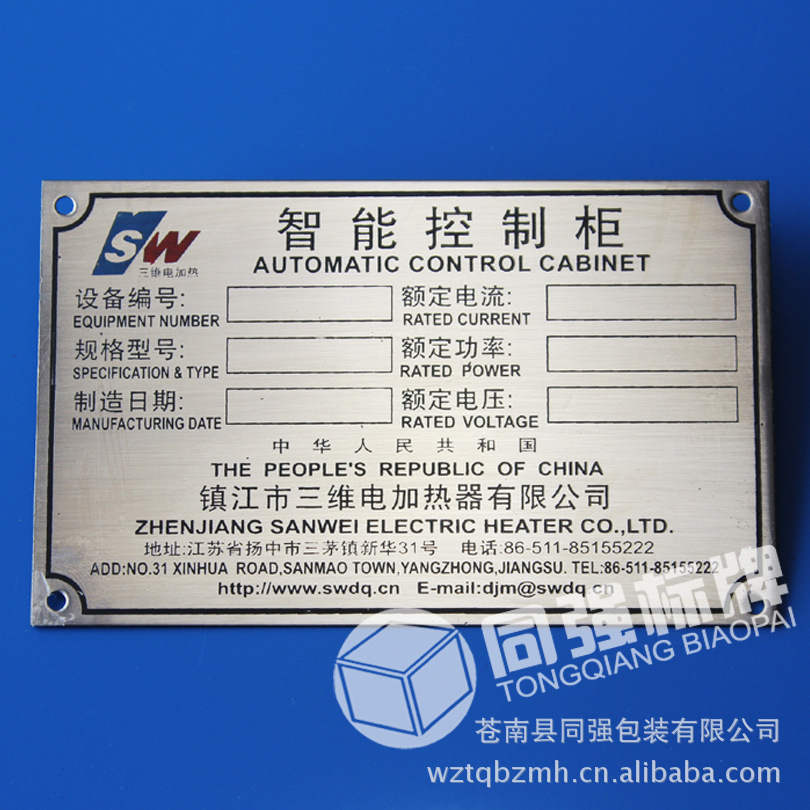 SW
三维电加热
智能控制柜
AUTOMATIC CONTROL CABINET
设备编号: 额定电流:
EQUIPMENT NUMBER RATED CURRENT
规格型号: 额定功率:
SPECIFICATION & TYPE RATED POWER
制造日期: 额定电压:
MANUFACTURING DATE RATED VOLTAGE
中华人民共和国
THE PEOPLE'S REPUBLIC OF CHINA
镇江市三维电加热器有限公司
ZHENJIANG SANWEI ELECTRIC HEATER CO.,LTD.
地址:江苏省扬中市三茅镇新华31号 电话:86-511-85155222
ADD:NO.31 XINHUA ROAD,SANMAO TOWN,YANGZHONG,JIANGSU. TEL:86-511-85155222
http://www.swdq.cn E-mail:djm@swdq.cn
同强标牌
TONGQIANG BIAOPAI
苍南县同强包装有限公司
wztqbzmh.cn.alibaba.com